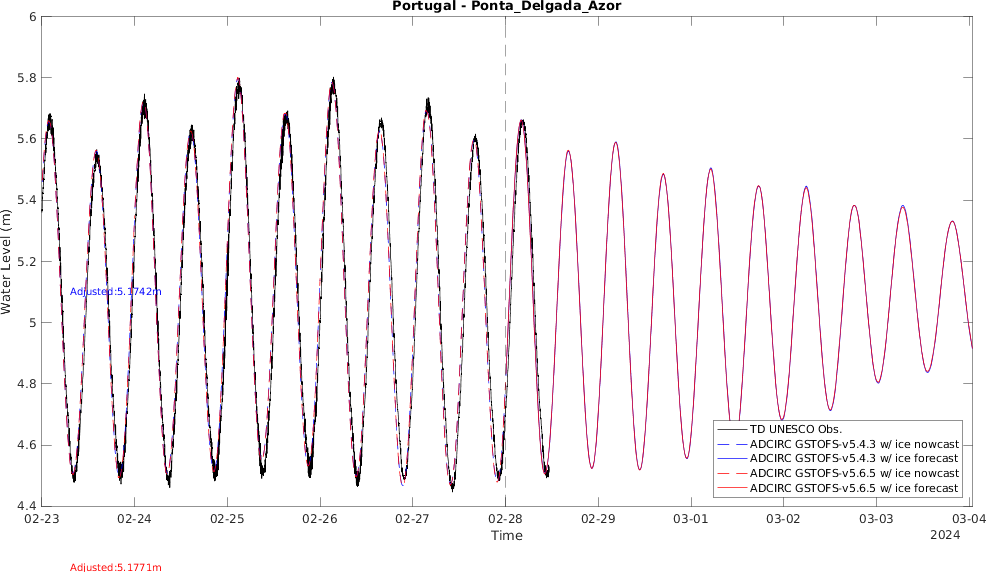 Portugal - Ponta_Delgada_Azor
Water Level (m)
6
5.8
5.6
5.4
5.2
5
4.8
4.6
4.4
Adjusted:5.1742m
TD UNESCO Obs.
ADCIRC GSTOFS-v5.4.3 w/ ice nowcast
ADCIRC GSTOFS-v5.4.3 w/ ice forecast
ADCIRC GSTOFS-v5.6.5 w/ ice nowcast
ADCIRC GSTOFS-v5.6.5 w/ ice forecast
02-23 02-24 02-25 02-26 02-27 02-28 02-29 03-01 03-02 03-03 03-04
Time
2024
Adjusted:5.1771m